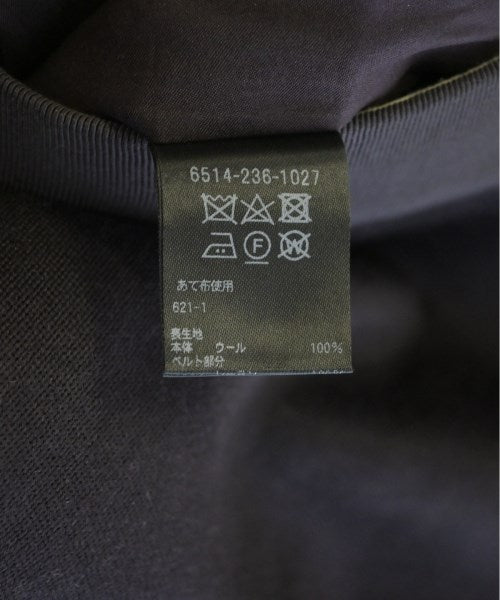 6514-236-1027
F
W
あて布使用
621-1
表生地
本体 ウール 100%
ベルト部分